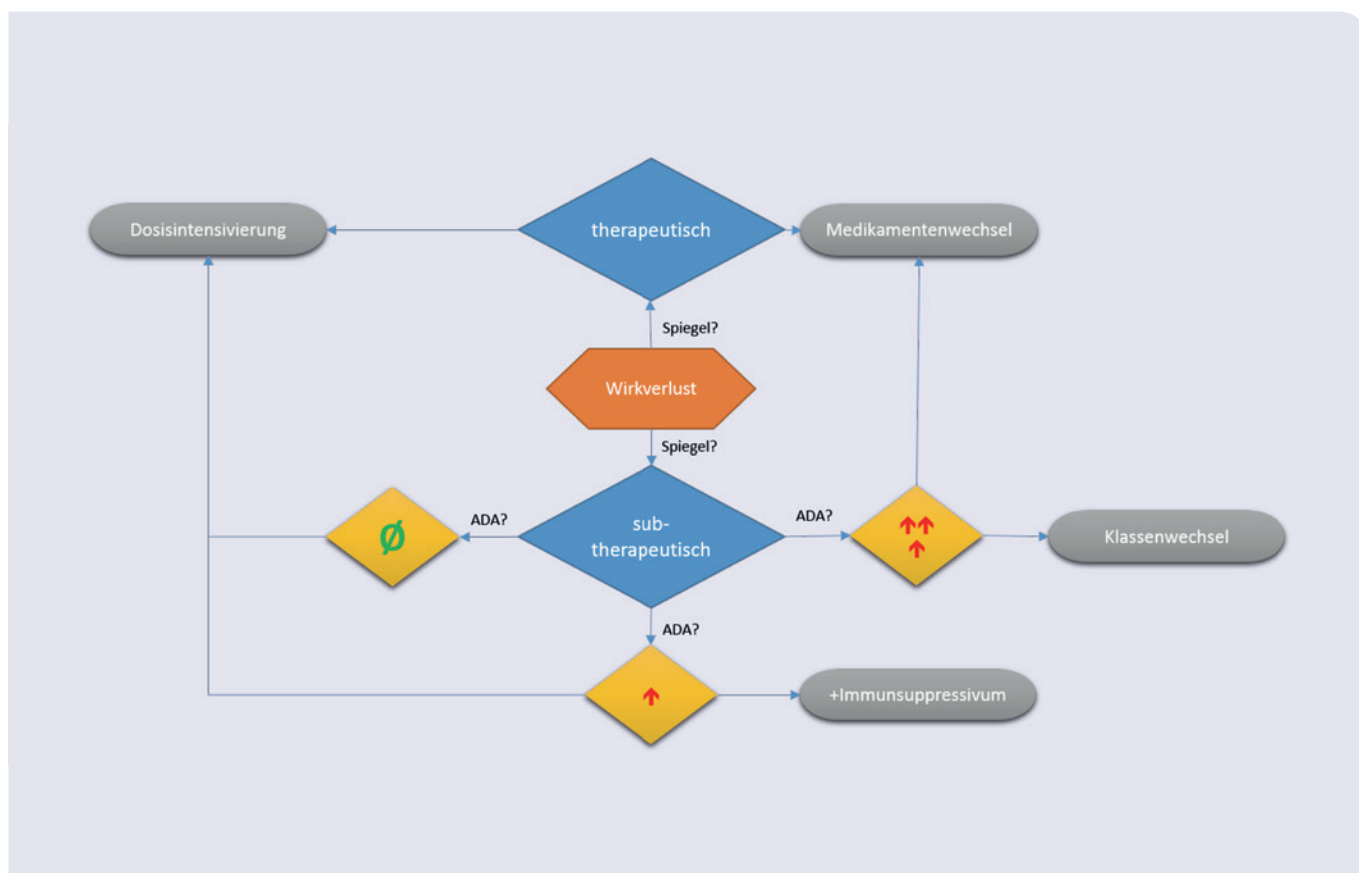 Dosisintensivierung
therapeutisch
Medikamentenwechsel
Spiegel?
Wirkverlust
Spiegel?
Ø
ADA?
sub-
therapeutisch
ADA?
↑↑
↑
Klassenwechsel
ADA?
↑
+Immunsuppressivum